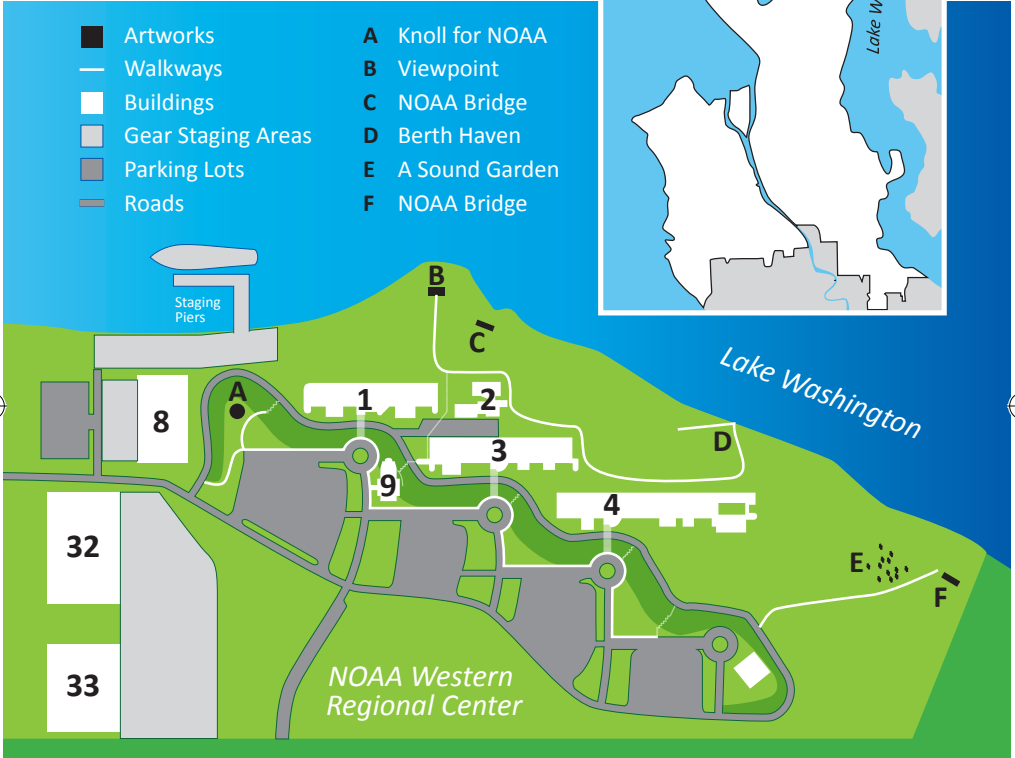 Artworks
Walkways
Buildings
Gear Staging Areas
Parking Lots
Roads
A Knoll for NOAA
B Viewpoint
C NOAA Bridge
D Berth Haven
E A Sound Garden
F NOAA Bridge
Lake W
Staging
Piers
B
C
Lake Washington
A
8
1
2
3
D
9
4
32
E
F
33
NOAA Western
Regional Center